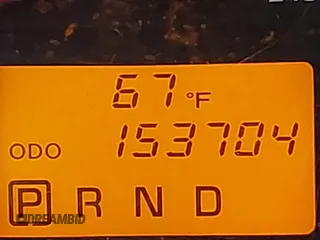 67 °F
ODO 153704
P R N D
DREAMBID